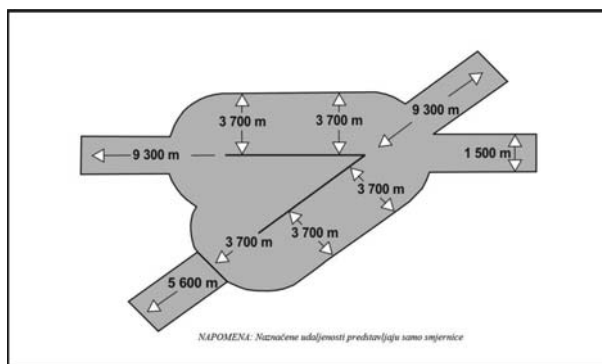 3 700 m
3 700 m
9 300 m
9 300 m
1 500 m
3 700 m
3 700 m
3 700 m
5 600 m
NAPOMENA: Naznačene udaljenosti predstavljaju samo smjernice